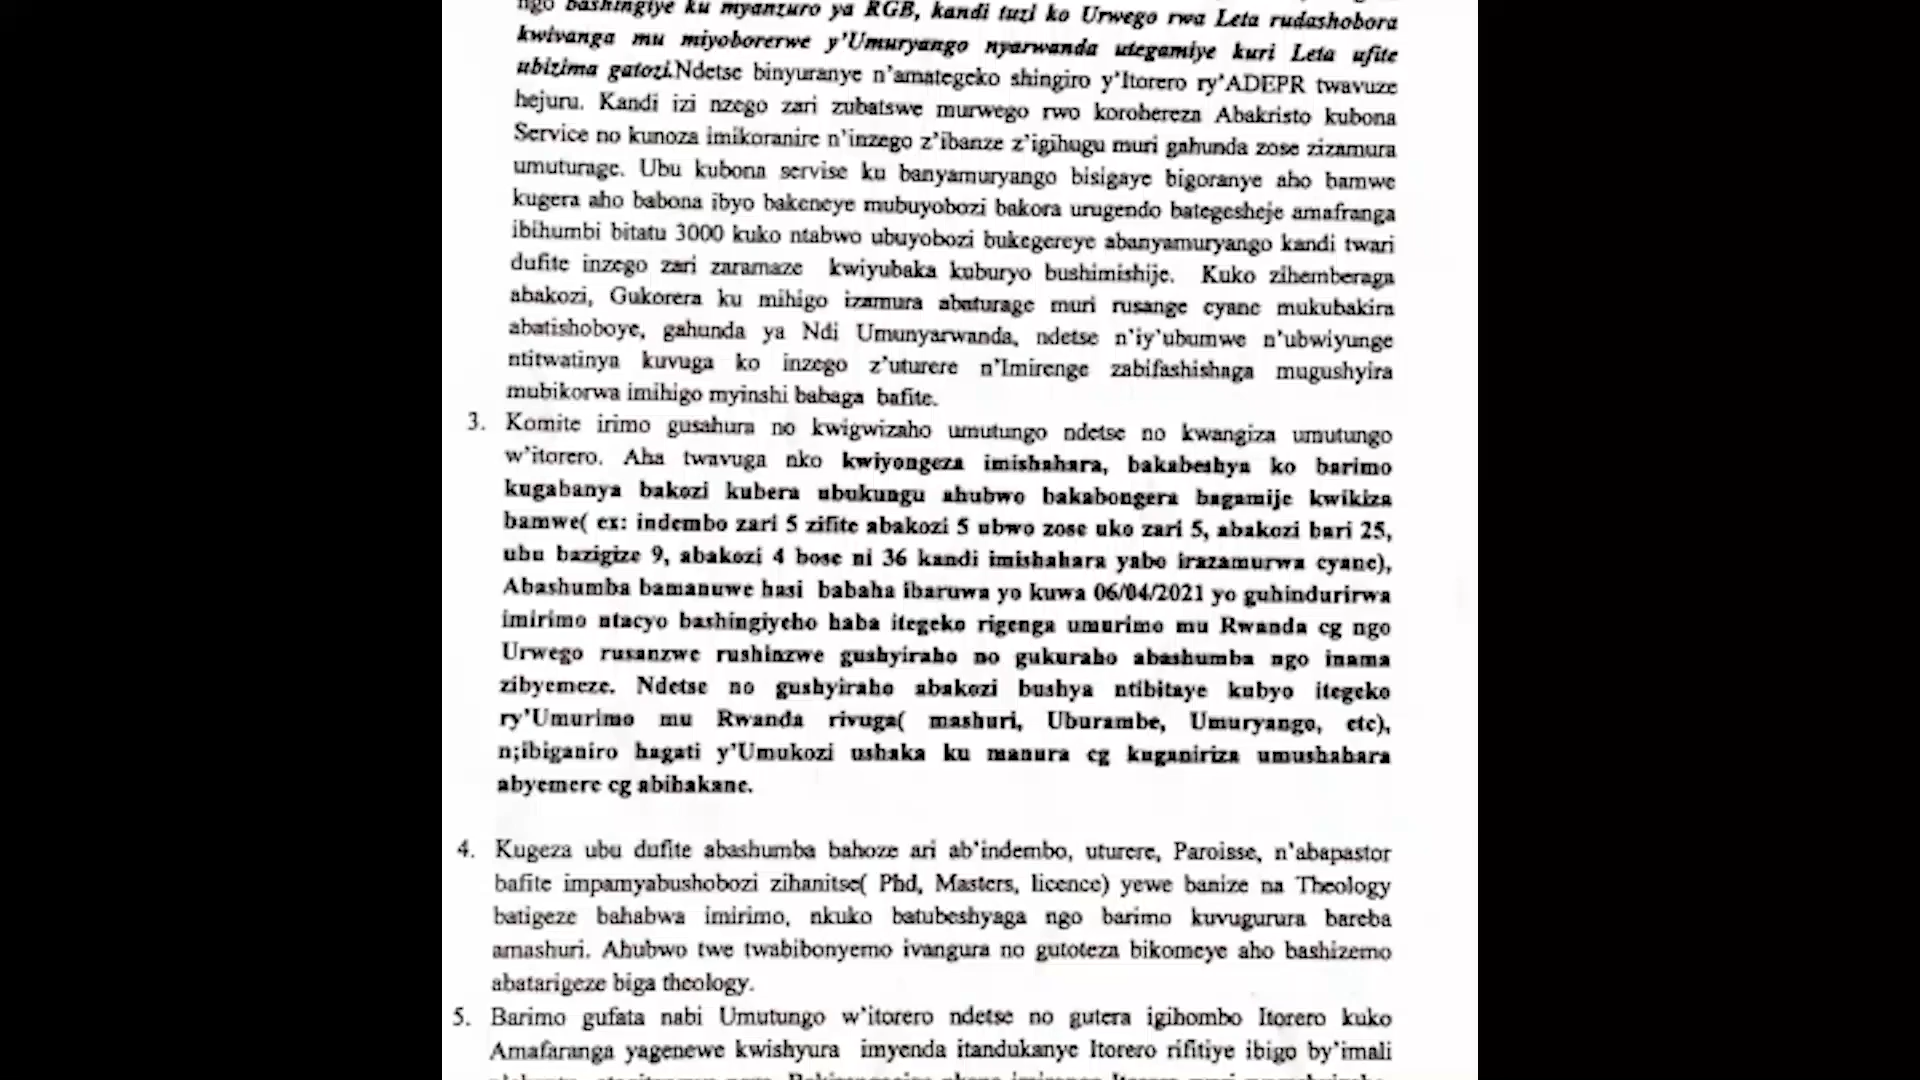 ngo bashingiye ku myanzuro ya RGB, kandi tuzi ko Urwego rwa Leta rudashobora
kwivanga mu miyoborerwe y'Umuryango nyarwanda utegamiye kuri Leta ufite
ubizima gatozi.Ndetse binyuranye n'amategeko shingiro y'Itorero ry'ADEPR twavuze
hejuru. Kandi izi nzego zari zubatswe murwego rwo korohereza Abakristo kubona
Service no kunoza imikoranire n'inzego z'ibanze z'igihugu muri gahunda zose zizamura
umuturage. Ubu kubona servise ku banyamuryango bisigaye bigoranye aho bamwe
kugera aho babona ibyo bakeneye mubuyobozi bakora urugendo bategesheje amafranga
ibihumbi bitatu 3000 kuko ntabwo ubuyobozi bukegereye abanyamuryango kandi twari
dufite inzego zari zaramaze kwiyubaka kuburyo bushimishije. Kuko zihemberaga
abakozi, Gukorera ku mihigo izamura abaturage muri rusange cyane mukubakira
abatishoboye, gahunda ya Ndi Umunyarwanda, ndetse n'iy'ubumwe n'ubwiyunge
ntitwatinya kuvuga ko inzego z'uturere n'Imirenge zabifashishaga mugushyira
mubikorwa imihigo myinshi babaga bafite.
3. Komite irimo gusahura no kwigwizaho umutungo ndetse no kwangiza umutungo
w'itorero. Aha twavuga nko kwiyongeza imishahara, bakabeshya ko barimo
kugabanya bakozi kubera ubukungu ahubwo bakabongera bagamije kwikiza
bamwe( ex: indembo zari 5 zifite abakozi 5 ubwo zose uko zari 5, abakozi bari 25,
ubu bazigize 9, abakozi 4 bose ni 36 kandi imishahara yabo irazamurwa cyane),
Abashumba bamanuwe hasi babaha ibaruwa yo kuwa 06/04/2021 yo guhindurirwa
imirimo ntacyo bashingiyeho haba itegeko rigenga umurimo mu Rwanda cg ngo
Urwego rusanzwe rushinzwe gushyiraho no gukuraho abashumba ngo inama
zibyemeze. Ndetse no gushyiraho abakozi bushya ntibitaye kubyo itegeko
ry'Umurimo mu Rwanda rivuga( mashuri, Uburambe, Umuryango, etc),
n;ibiganiro hagati y'Umukozi ushaka ku manura cg kuganiriza umushahara
abyemere cg abihakane.
4. Kugeza ubu dufite abashumba bahoze ari ab'indembo, uturere, Paroisse, n'abapastor
bafite impamyabushobozi zihanitse( Phd, Masters, licence) yewe banize na Theology
batigeze bahabwa imirimo, nkuko batubeshyaga ngo barimo kuvugurura bareba
amashuri. Ahubwo twe twabibonyemo ivangura no gutoteza bikomeye aho bashizemo
abatarigeze biga theology.
5. Barimo gufata nabi Umutungo w'itorero ndetse no gutera igihombo Itorero kuko
Amafaranga yagenewe kwishyura imyenda itandukanye Itorero rifitiye ibigo by'imali